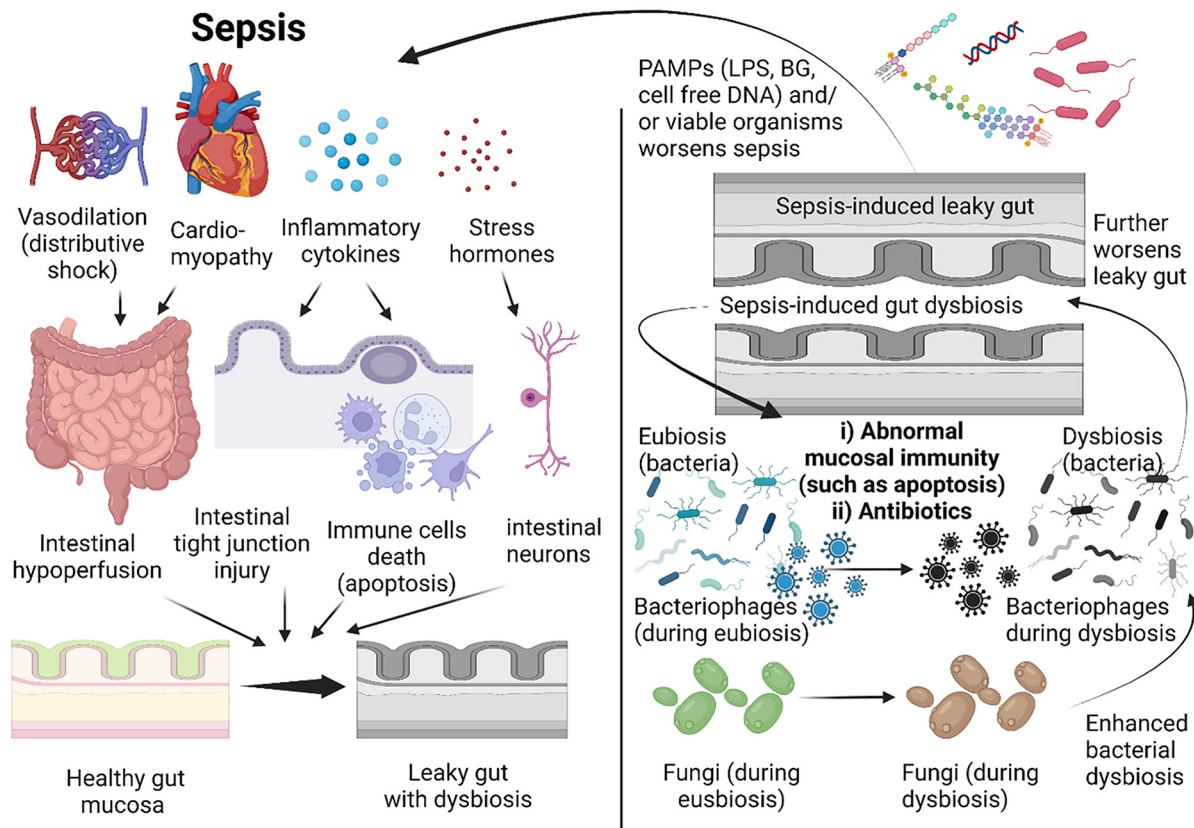 Sepsis
Vasodilation
(distributive
shock)
Cardio-
myopathy
Inflammatory
cytokines
Stress
hormones
Intestinal
hypoperfusion
Intestinal
tight junction
injury
Immune cells
death
(apoptosis)
intestinal
neurons
Healthy gut
mucosa
Leaky gut
with dysbiosis
PAMPs (LPS, BG,
cell free DNA) and/
or viable organisms
worsens sepsis
Sepsis-induced leaky gut
Further
worsens
leaky gut
Sepsis-induced gut dysbiosis
Eubiosis
(bacteria)
i) Abnormal
mucosal immunity
(such as apoptosis)
ii) Antibiotics
Dysbiosis
(bacteria)
Bacteriophages
(during eubiosis)
Bacteriophages
during dysbiosis
Fungi (during
eusbiosis)
Fungi (during
dysbiosis)
Enhanced
bacterial
dysbiosis